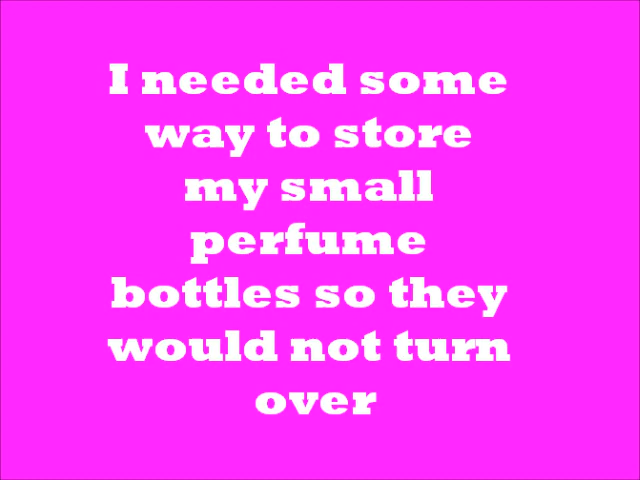 I needed some
way to store
my small
perfume
bottles so they
would not turn
over